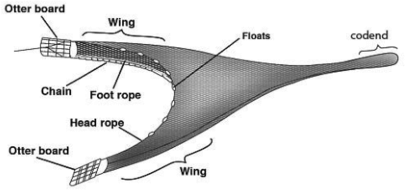 Otter board
Wing
Floats
codend
Chain
Foot rope
Head rope
Otter board
Wing